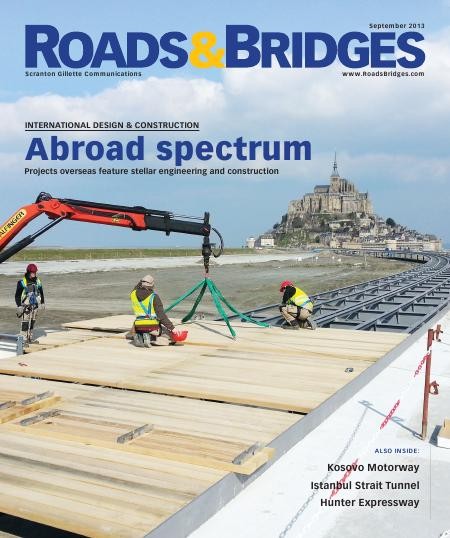 September 2013
ROADS&BRIDGES
Scranton Gillette Communications
www.RoadsBridges.com
INTERNATIONAL DESIGN & CONSTRUCTION
Abroad spectrum
Projects overseas feature stellar engineering and construction
PALFINGER
ALSO INSIDE:
Kosovo Motorway
Istanbul Strait Tunnel
Hunter Expressway